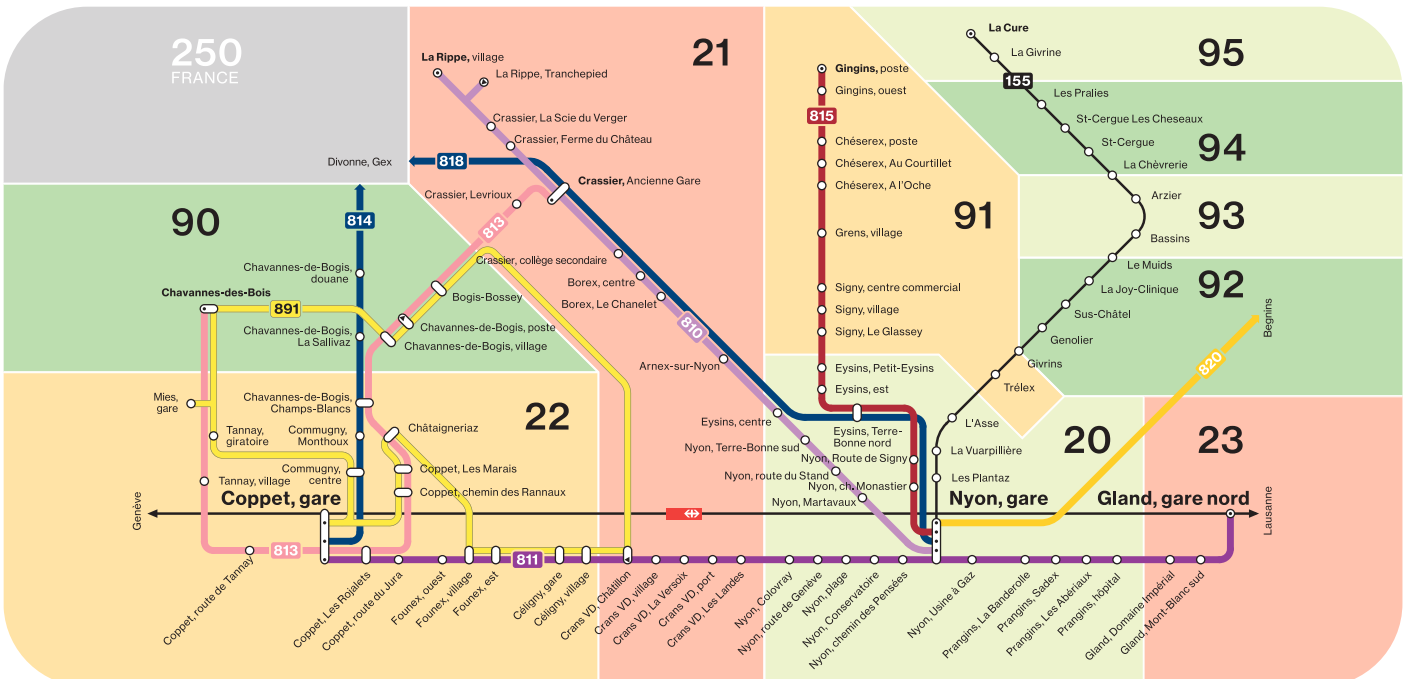 250
FRANCE
21
95
94
93
92
91
90
22
20
23
La Rippe, village
La Rippe, Tranchepied
Crassier, La Scie du Verger
Crassier, Ferme du Château
Divonne, Gex
818
Crassier, Ancienne Gare
Crassier, Levrioux
813
814
Crassier, collège secondaire
Borex, centre
Borex, Le Chanelet
810
Arnex-sur-Nyon
Eysins, centre
Nyon, Terre-Bonne sud
Nyon, route du Stand
Nyon, Martavaux
Gingins, poste
Gingins, ouest
815
Chéserex, poste
Chéserex, Au Courtillet
Chéserex, A l'Oche
Grens, village
Signy, centre commercial
Signy, village
Signy, Le Glassey
Eysins, Petit-Eysins
Eysins, est
Eysins, Terre-
Bonne nord
Nyon, Route de Signy
Nyon, ch. Monastier
La Cure
La Givrine
155
Les Pralies
St-Cergue Les Cheseaux
St-Cergue
La Chèvrerie
Arzier
Bassins
Le Muids
La Joy-Clinique
Sus-Châtel
Genolier
Givrins
Trélex
L'Asse
La Vuarpillière
Les Plantaz
820
Begnins
Chavannes-de-Bogis,
douane
Chavannes-des-Bois
891
Bogis-Bossey
Chavannes-de-Bogis, poste
Chavannes-de-Bogis, village
Chavannes-de-Bogis,
La Sallivaz
Chavannes-de-Bogis,
Champs-Blancs
Mies,
gare
Tannay,
giratoire
Commugny,
Monthoux
Châtaigneriaz
Commugny,
centre
Coppet, Les Marais
Tannay, village
Coppet, chemin des Rannaux
Coppet, gare
Nyon, gare
Gland, gare nord
Genève
Lausanne
813
811
Coppet, route de Tannay
Coppet, Les Rojalets
Coppet, route du Jura
Founex, ouest
Founex, village
Founex, est
Céligny, gare
Céligny, village
Crans VD, Châtillon
Crans VD, village
Crans VD, La Versoix
Crans VD, port
Crans VD, Les Landes
Nyon, Colovray
Nyon, route de Genève
Nyon, plage
Nyon, Conservatoire
Nyon, chemin des Pensées
Nyon, Usine à Gaz
Prangins, La Banderolle
Prangins, Sadex
Prangins, Les Abériaux
Prangins, hôpital
Gland, Domaine Impérial
Gland, Mont-Blanc sud